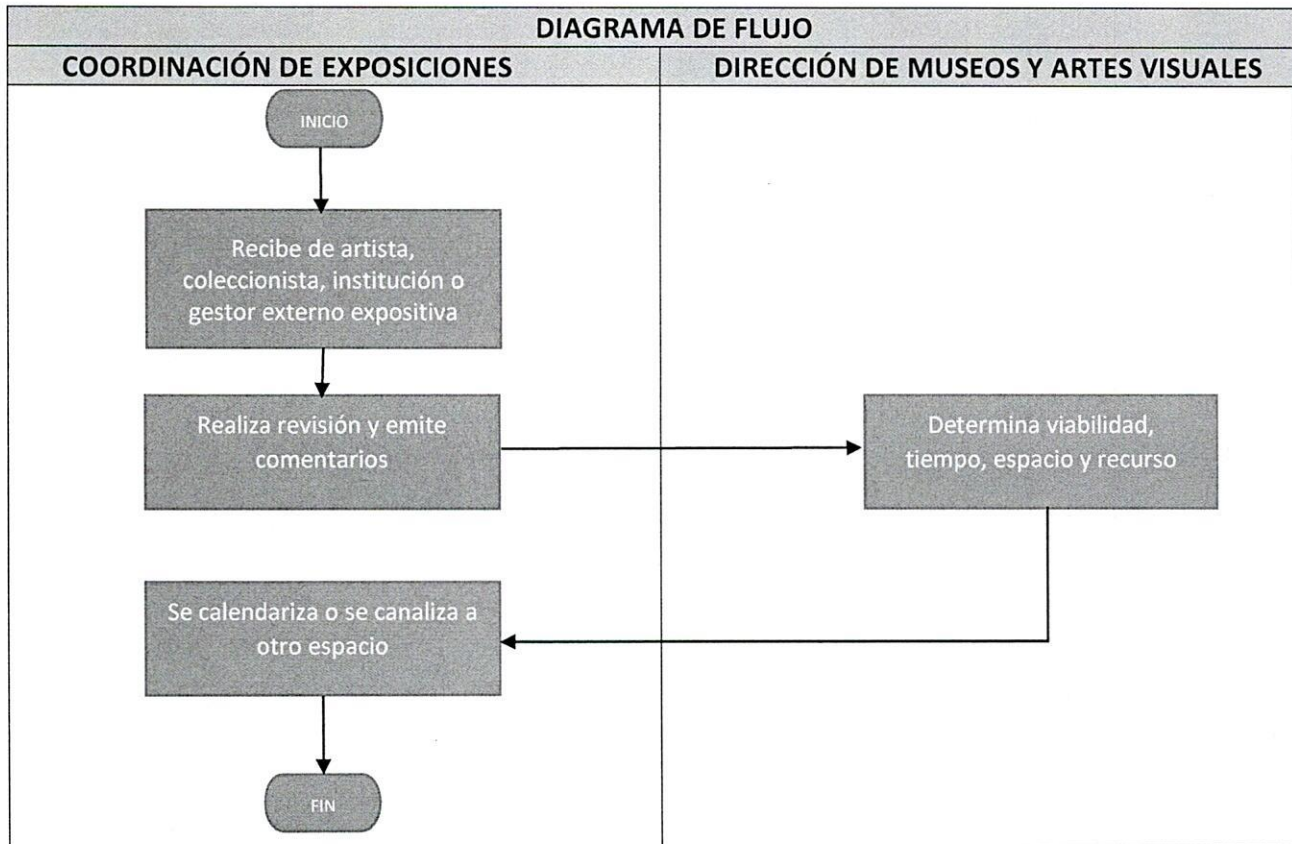 DIAGRAMA DE FLUJO
COORDINACIÓN DE EXPOSICIONES
DIRECCIÓN DE MUSEOS Y ARTES VISUALES
INICIO
Recibe de artista,
coleccionista, institución o
gestor externo expositiva
Realiza revisión y emite
comentarios
Determina viabilidad,
tiempo, espacio y recurso
Se calendariza o se canaliza a
otro espacio
FIN